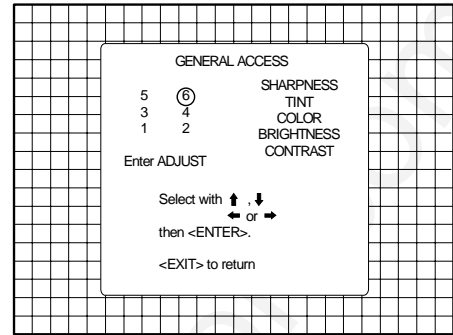 GENERAL ACCESS
5 6
3 4
1 2
SHARPNESS
TINT
COLOR
BRIGHTNESS
CONTRAST
Enter ADJUST
Select with ⬆ , ⬇
⬅ or ➡
then <ENTER>.
<EXIT> to return